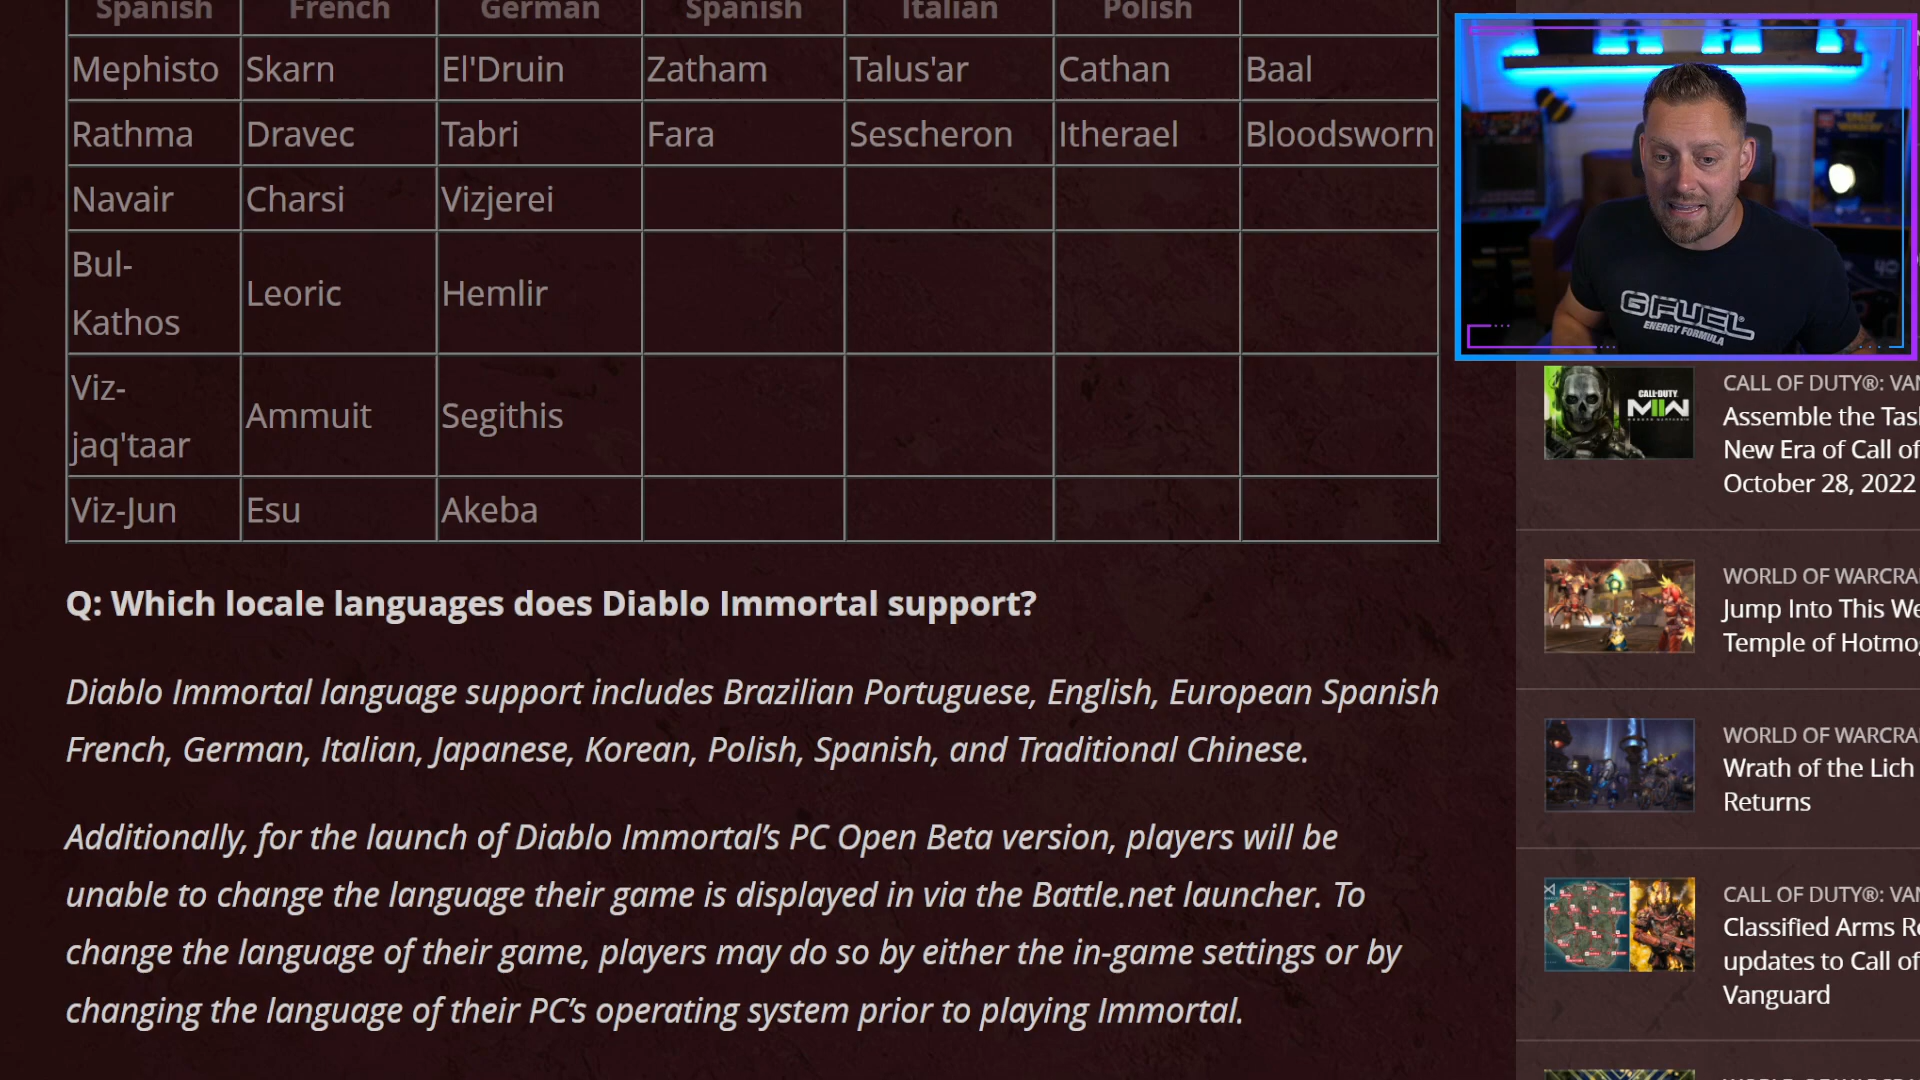 Spanish French German Spanish Italian Polish
Mephisto Skarn El'Druin Zatham Talus'ar Cathan Baal
Rathma Dravec Tabri Fara Sescheron Itherael Bloodsworn
Navair Charsi Vizjerei
Bul-
Kathos Leoric Hemlir
Viz-
jaq'taar Ammuit Segithis
Viz-Jun Esu Akeba
Q: Which locale languages does Diablo Immortal support?
Diablo Immortal language support includes Brazilian Portuguese, English, European Spanish
French, German, Italian, Japanese, Korean, Polish, Spanish, and Traditional Chinese.
Additionally, for the launch of Diablo Immortal’s PC Open Beta version, players will be
unable to change the language their game is displayed in via the Battle.net launcher. To
change the language of their game, players may do so by either the in-game settings or by
changing the language of their PC’s operating system prior to playing Immortal.
GFUEL®
ENERGY FORMULA
CALL OF DUTY
MWII
CALL OF DUTY®: VAN
Assemble the Tas
New Era of Call of
October 28, 2022
WORLD OF WARCRA
Jump Into This We
Temple of Hotmo
WORLD OF WARCRA
Wrath of the Lich
Returns
CALL OF DUTY®: VAN
Classified Arms Re
updates to Call of
Vanguard